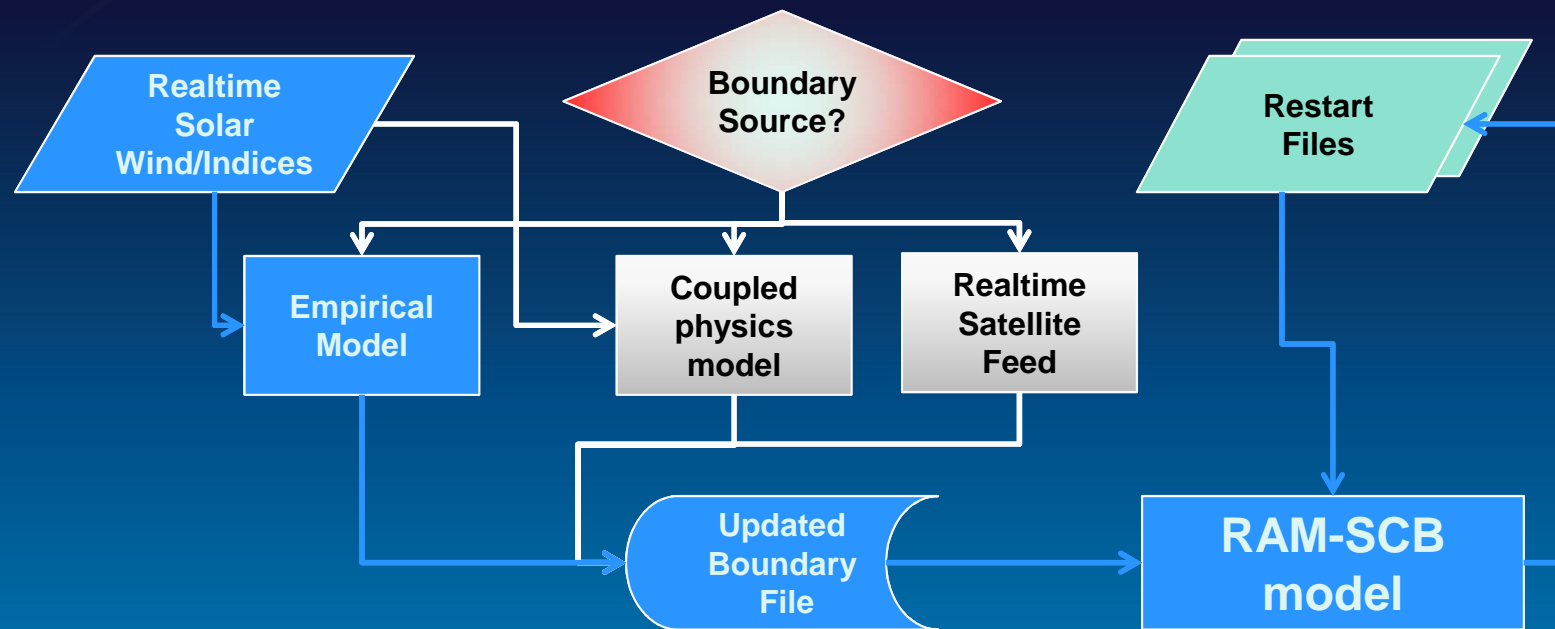 Realtime
Solar
Wind/Indices
Boundary
Source?
Restart
Files
Empirical
Model
Coupled
physics
model
Realtime
Satellite
Feed
Updated
Boundary
File
RAM-SCB
model